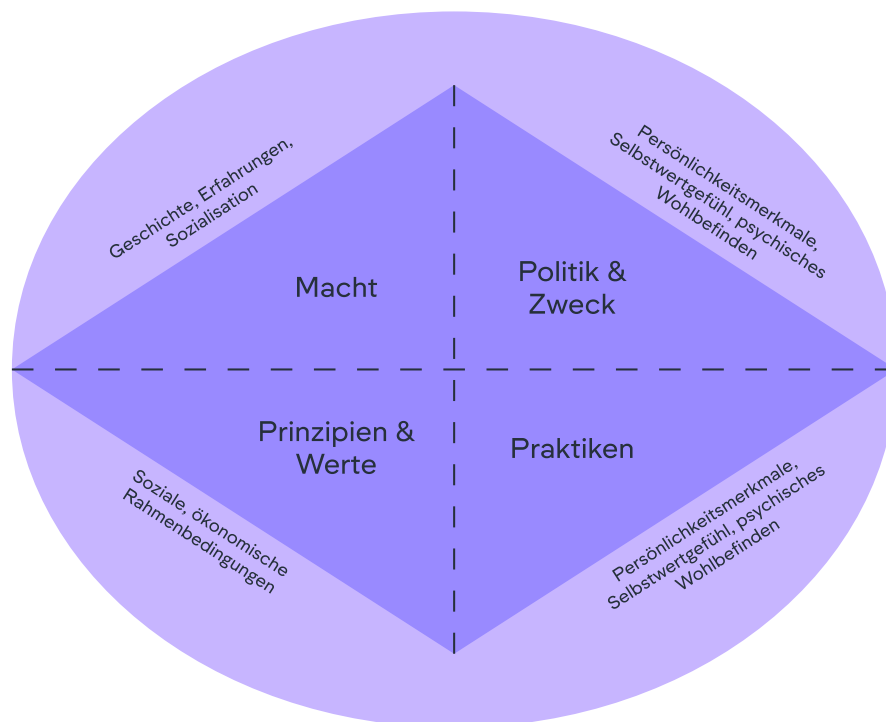 Geschichte, Erfahrungen,
Sozialisation
Persönlichkeitsmerkmale,
Selbstwertgefühl, psychisches
Wohlbefinden
Macht
Politik &
Zweck
Prinzipien &
Werte
Praktiken
Soziale, ökonomische
Rahmenbedingungen
Persönlichkeitsmerkmale,
Selbstwertgefühl, psychisches
Wohlbefinden